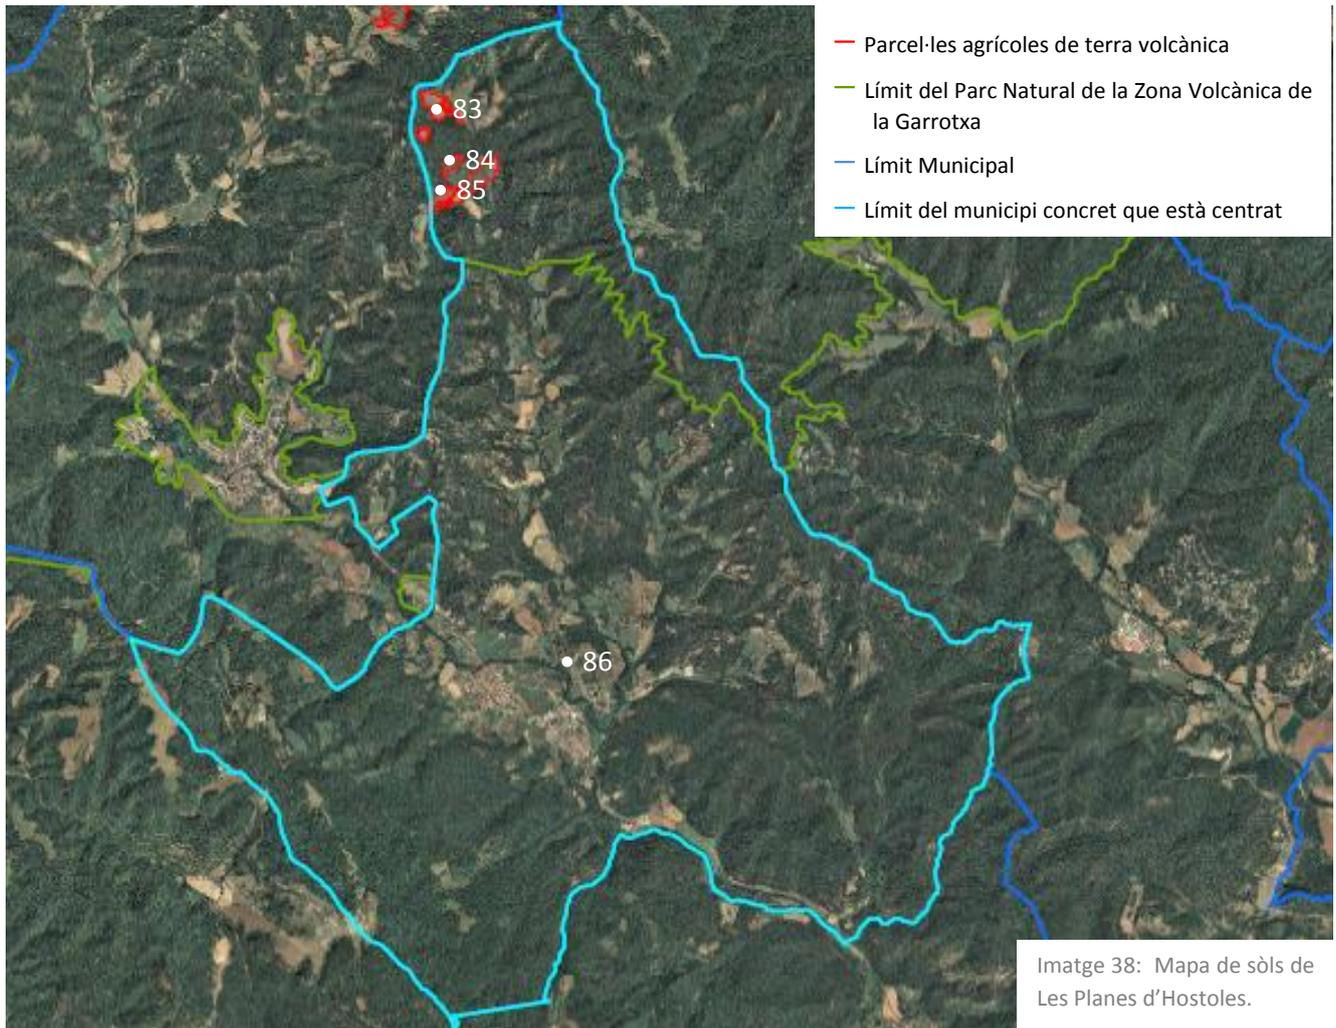 Parcel·les agrícoles de terra volcànica
Límit del Parc Natural de la Zona Volcànica de
la Garrotxa
Límit Municipal
Límit del municipi concret que està centrat
83
84
85
86
Imatge 38: Mapa de sòls de
Les Planes d’Hostoles.